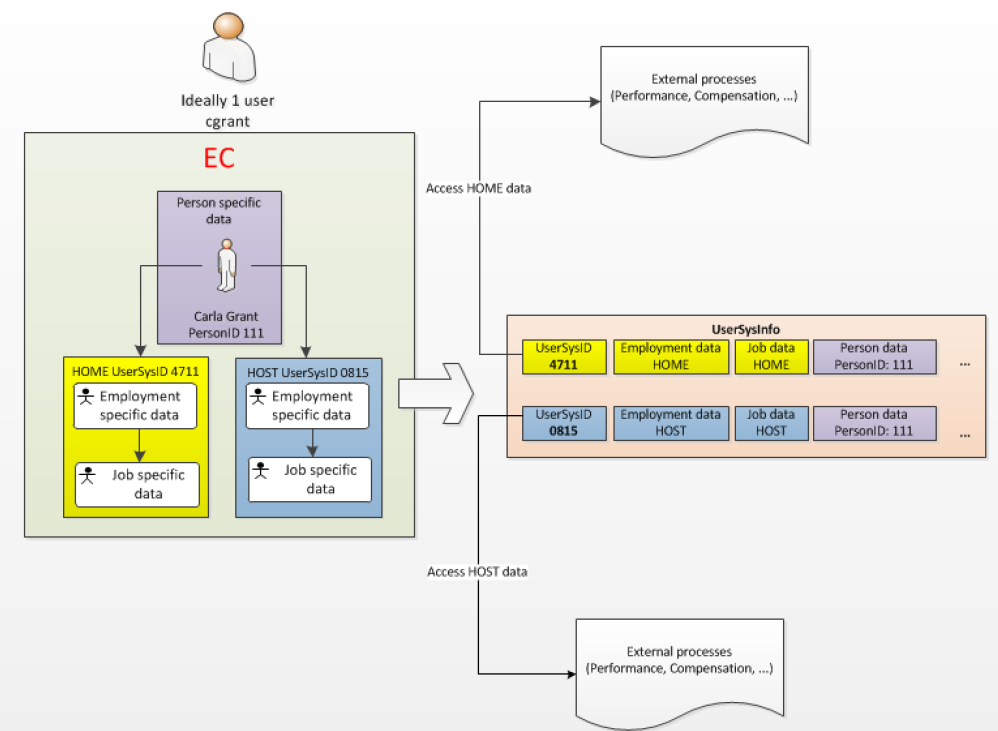 Ideally 1 user
cgrant
EC
Person specific
data
Carla Grant
PersonID 111
HOME UserSysID 4711
Employment
specific data
Job specific
data
HOST UserSysID 0815
Employment
specific data
Job specific
data
External processes
(Performance, Compensation, ...)
Access HOME data
UserSysInfo
UserSysID
4711
Employment data
HOME
Job data
HOME
Person data
PersonID: 111
...
UserSysID
0815
Employment data
HOST
Job data
HOST
Person data
PersonID: 111
...
Access HOST data
External processes
(Performance, Compensation, ...)